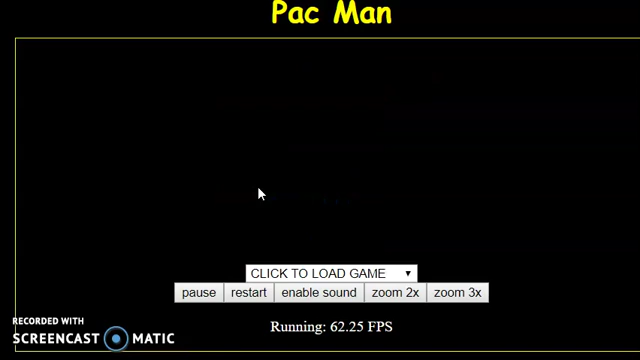 Pac Man
CLICK TO LOAD GAME
pause restart enable sound zoom 2x zoom 3x
Running: 62.25 FPS
RECORDED WITH
SCREENCAST MATIC